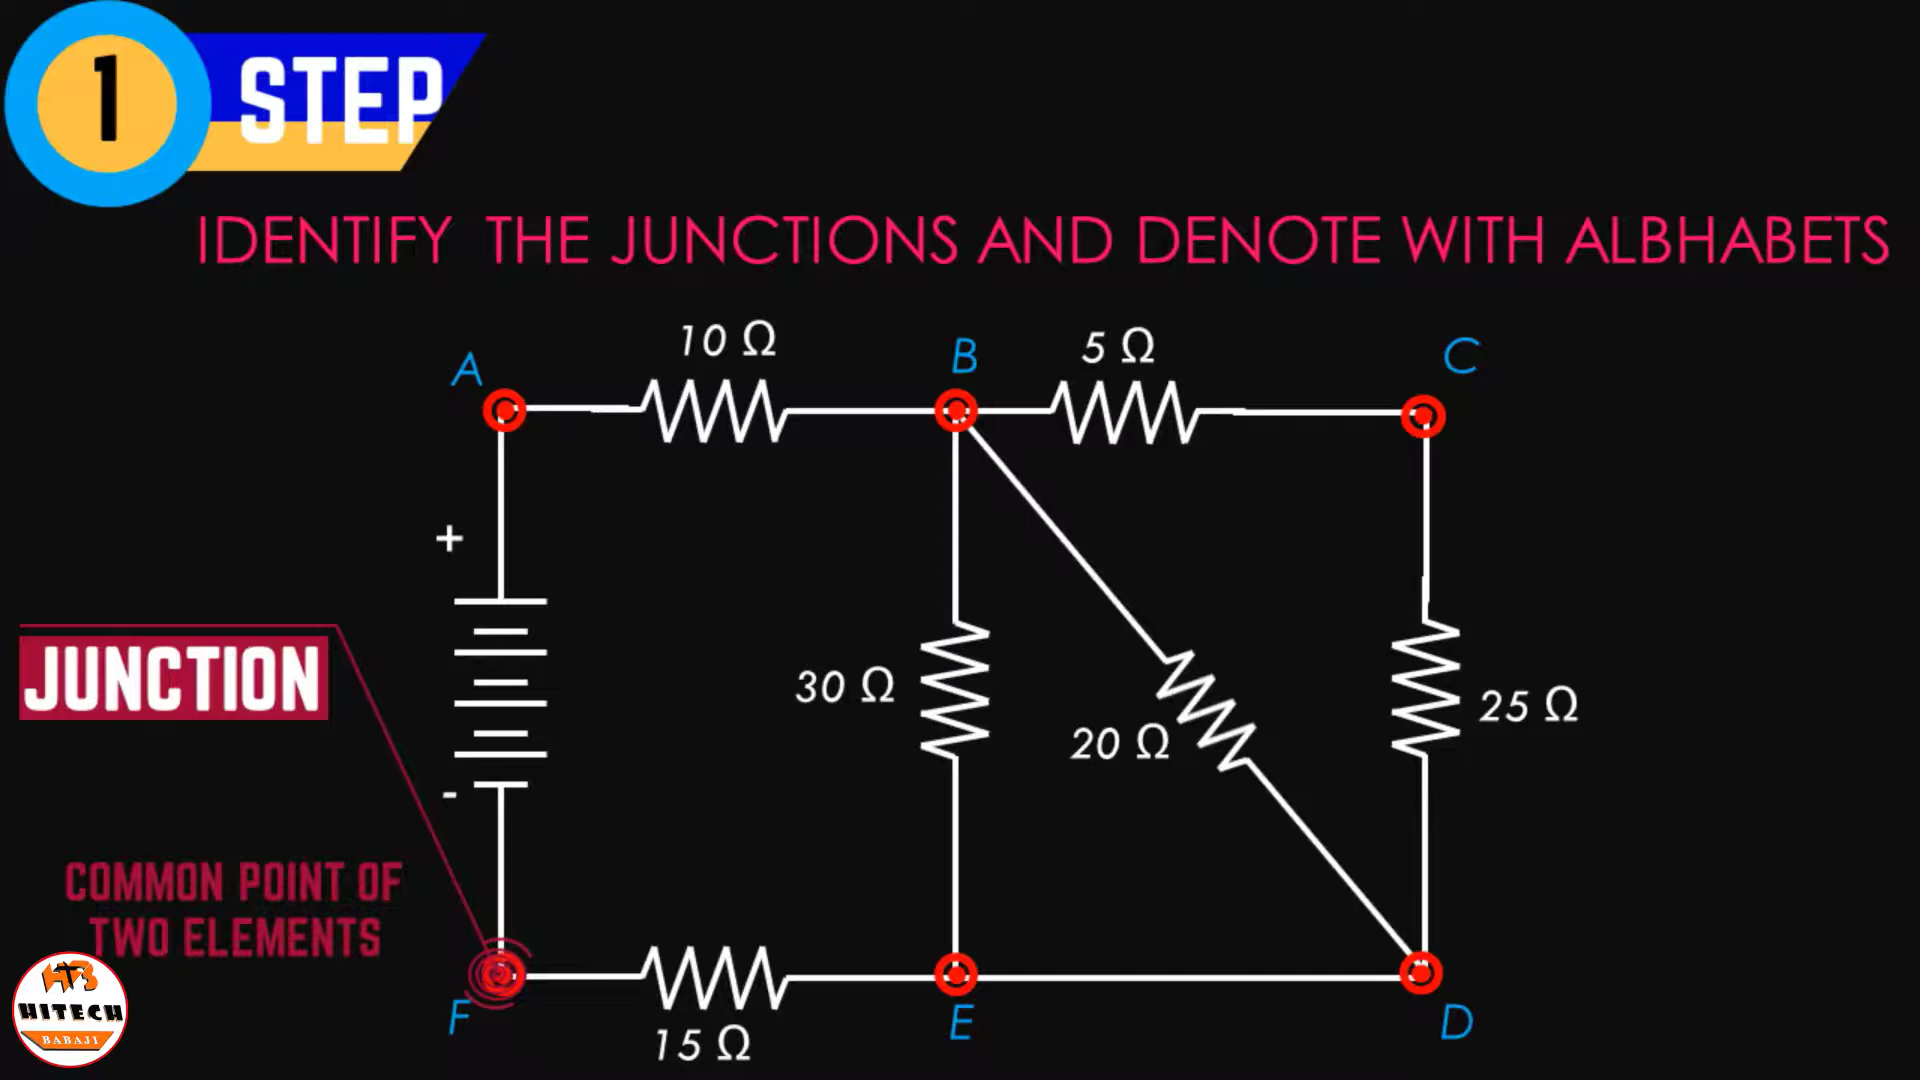 1 STEP
IDENTIFY THE JUNCTIONS AND DENOTE WITH ALBHABETS
10 Ω
5 Ω
A
B
C
+
JUNCTION
30 Ω
20 Ω
25 Ω
-
COMMON POINT OF
TWO ELEMENTS
HTB
HITECH
BABAJI
F
E
D
15 Ω